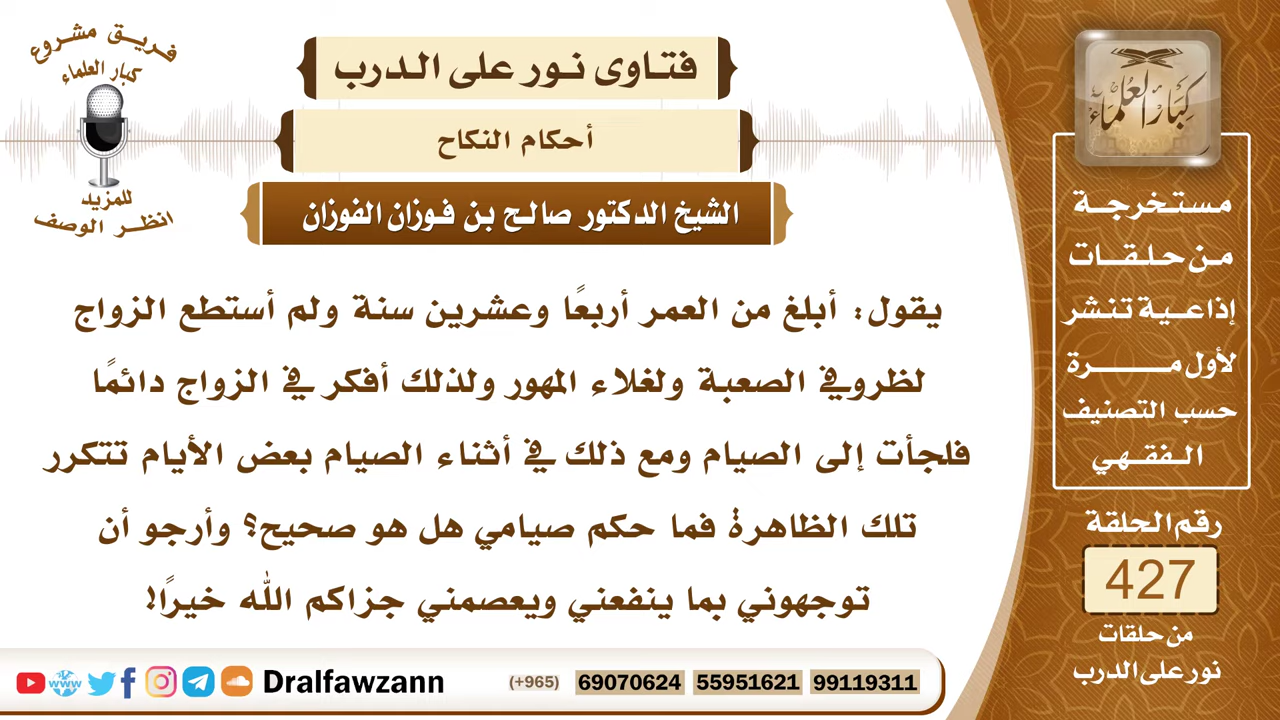 فريق مشروع
كبار العلماء
للمزيد
انظر الوصف
فتاوى نور على الدرب
أحكام النكاح
الشيخ الدكتور صالح بن فوزان الفوزان
يقول: أبلغ من العمر أربعًا وعشرين سنة ولم أستطع الزواج
لظروفي الصعبة ولغلاء المهور ولذلك أفكر في الزواج دائمًا
فلجأت إلى الصيام ومع ذلك في أثناء الصيام بعض الأيام تتكرر
تلك الظاهرة فما حكم صيامي هل هو صحيح؟ وأرجو أن
توجهوني بما ينفعني ويعصمني جزاكم الله خيرًا!
كبار العلماء
مستخرجة
من حلقات
إذاعية تنشر
لأول مرة
حسب التصنيف
الفقهي
رقم الحلقة
427
من حلقات
نور على الدرب
www Dralfawzann (+965) 69070624 55951621 99119311